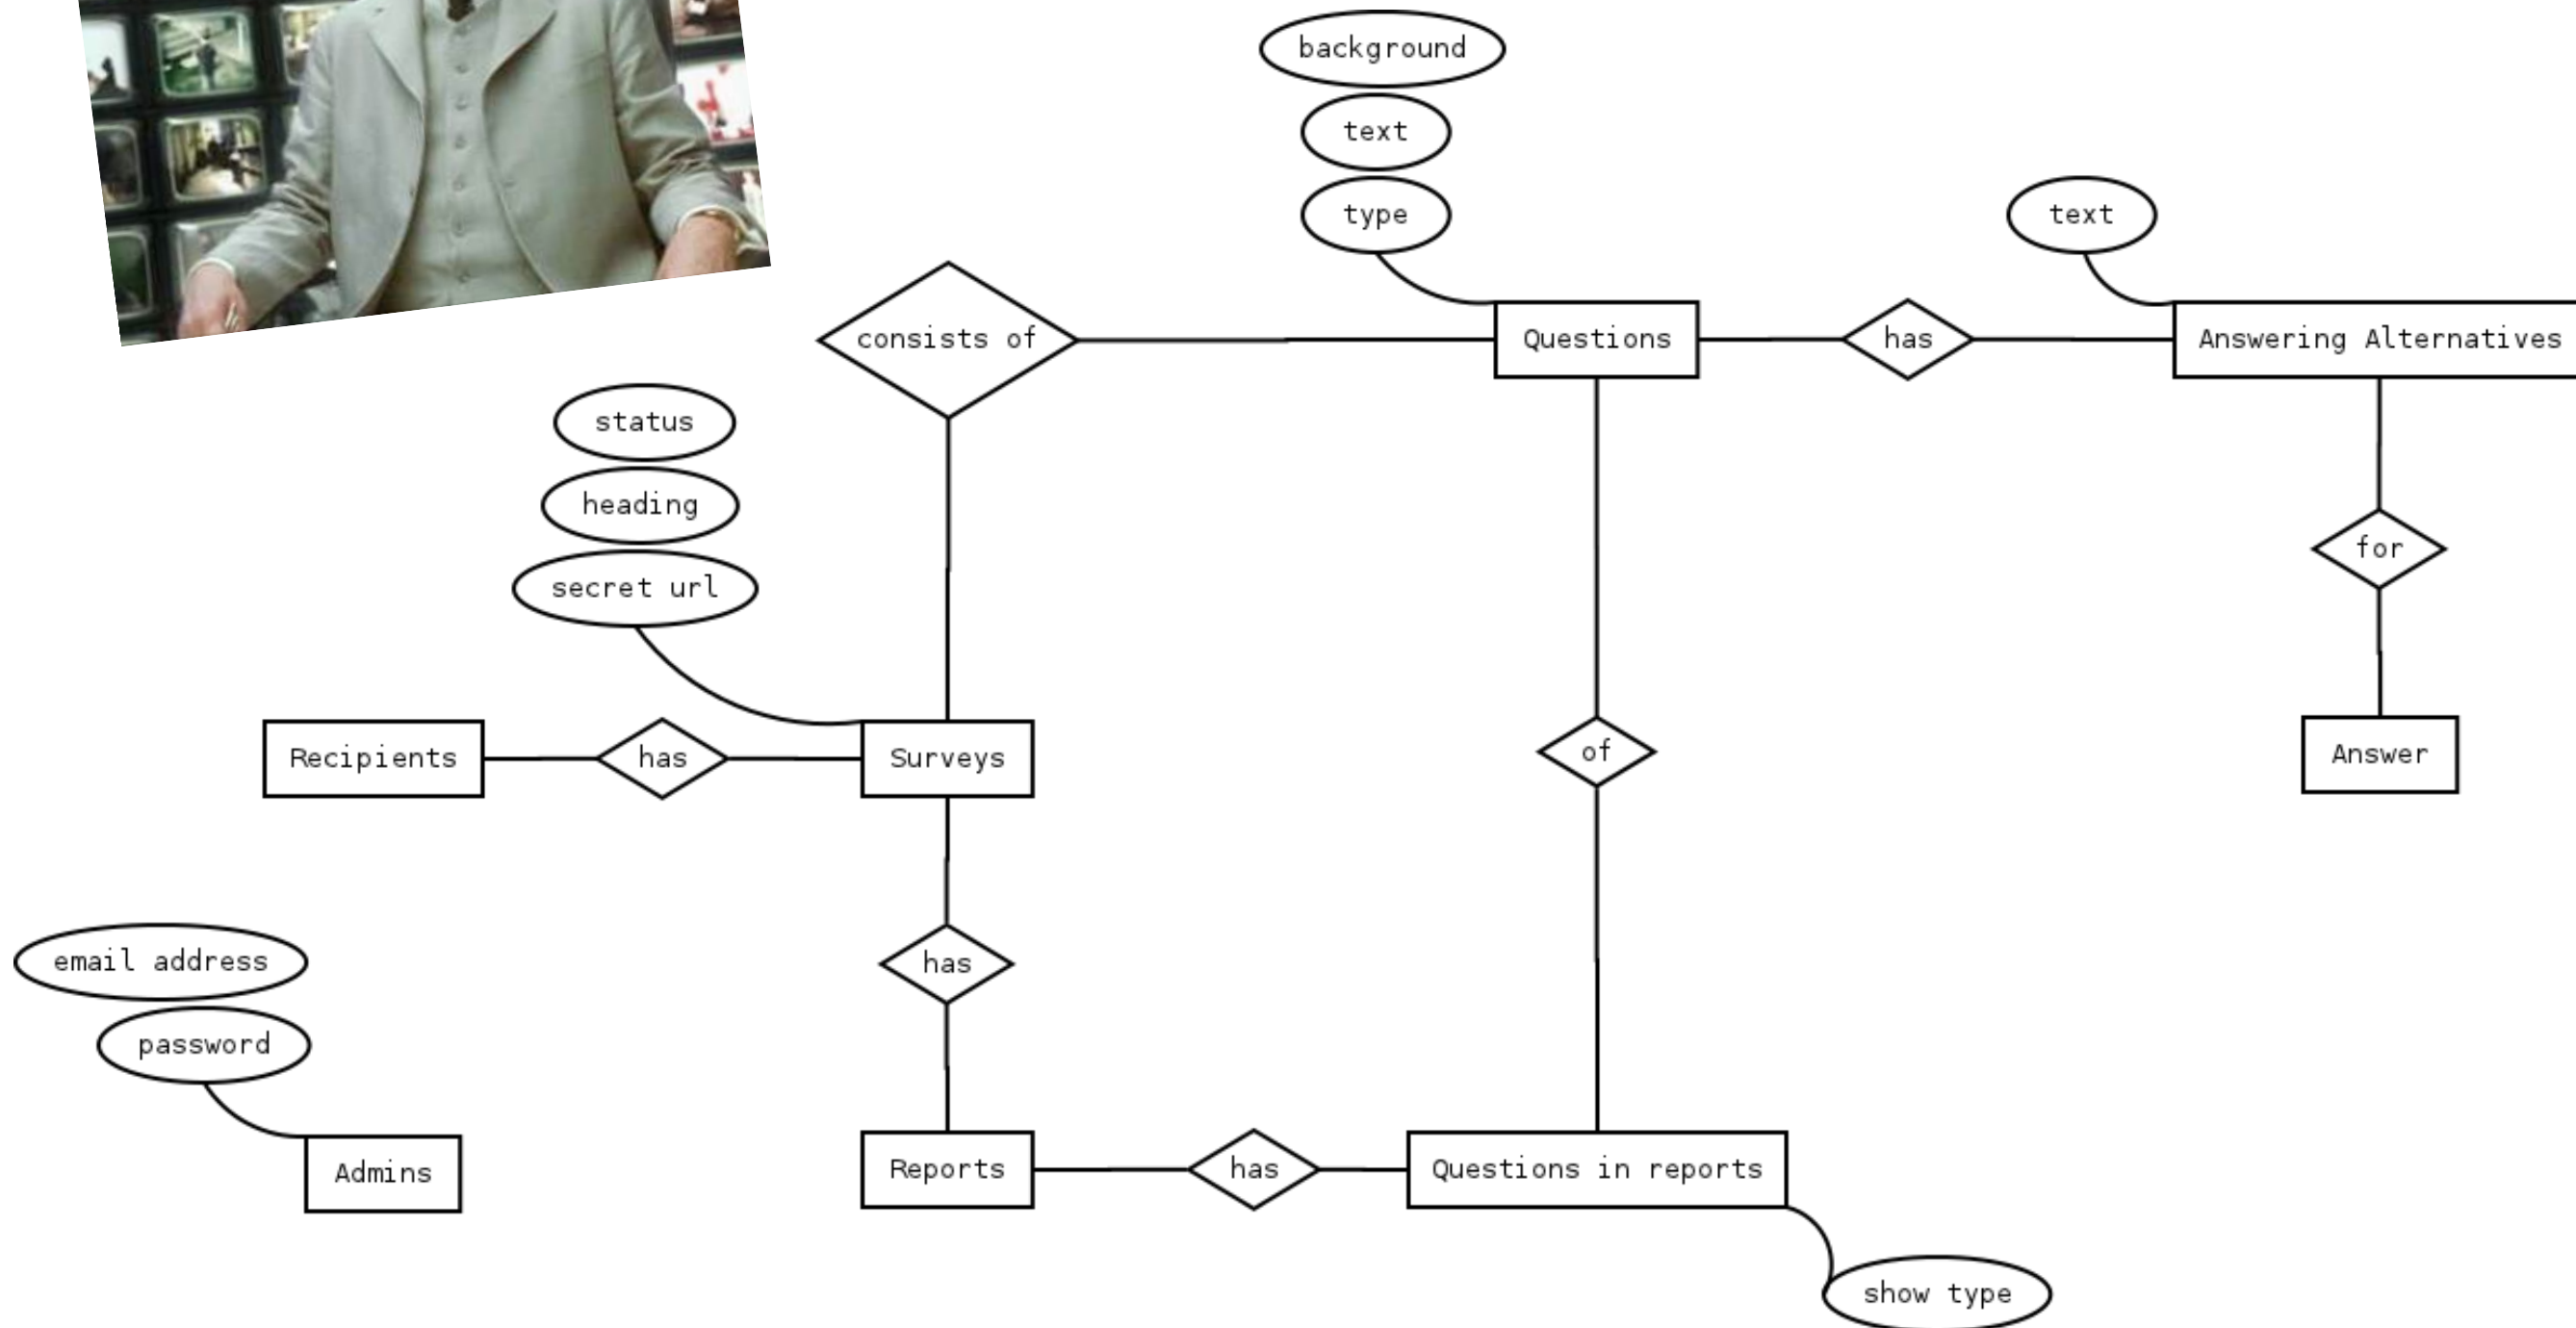 background
text
type
text
consists of
Questions
has
Answering Alternatives
status
heading
secret url
for
Recipients
has
Surveys
of
Answer
email address
has
password
Admins
Reports
has
Questions in reports
show type